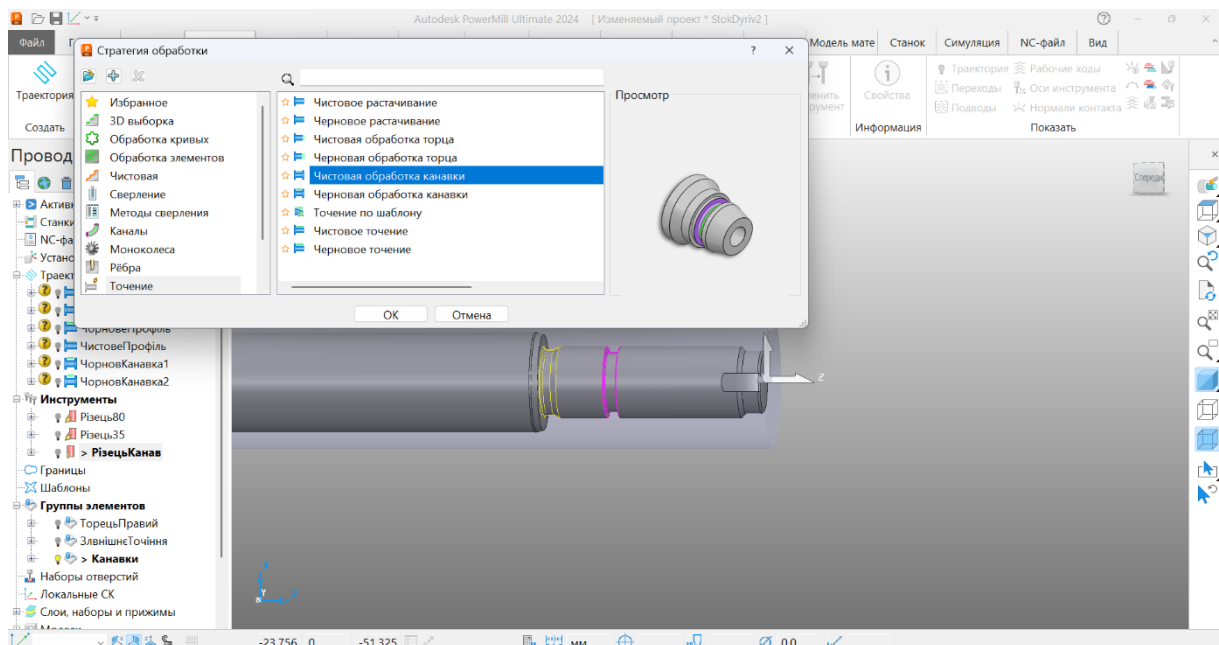 Autodesk PowerMill Ultimate 2024 [ Изменяемый проект * StokDyriv2 ]
Файл
Модель мате
Станок
Симуляция
NC-файл
Вид
Стратегия обработки
?
Траектория
Создать
Избранное
3D выборка
Обработка кривых
Обработка элементов
Чистовая
Сверление
Методы сверления
Каналы
Моноколеса
Рёбра
Точение
Чистовое растачивание
Черновое растачивание
Чистовая обработка торца
Черновая обработка торца
Чистовая обработка канавки
Черновая обработка канавки
Точение по шаблону
Чистовое точение
Черновое точение
Просмотр
OK
Отмена
Свойства
Информация
Траектория
Рабочие ходы
Переходы
Оси инструмента
Подводы
Нормали контакта
Показать
Провод
Актив
Станки
NC-фа
Устано
Траект
ЧорновеПрофіль
ЧистовеПрофіль
ЧорновКанавка1
ЧорновКанавка2
Инструменты
Різець80
Різець35
> РізецьКанав
Границы
Шаблоны
Группы элементов
ТорецьПравий
ЗлвнішнєТочіння
> Канавки
Наборы отверстий
Локальные СК
Слои, наборы и прижимы
Спереди
Z
X
Y
-23.756
0
-51.325
мм
0.0